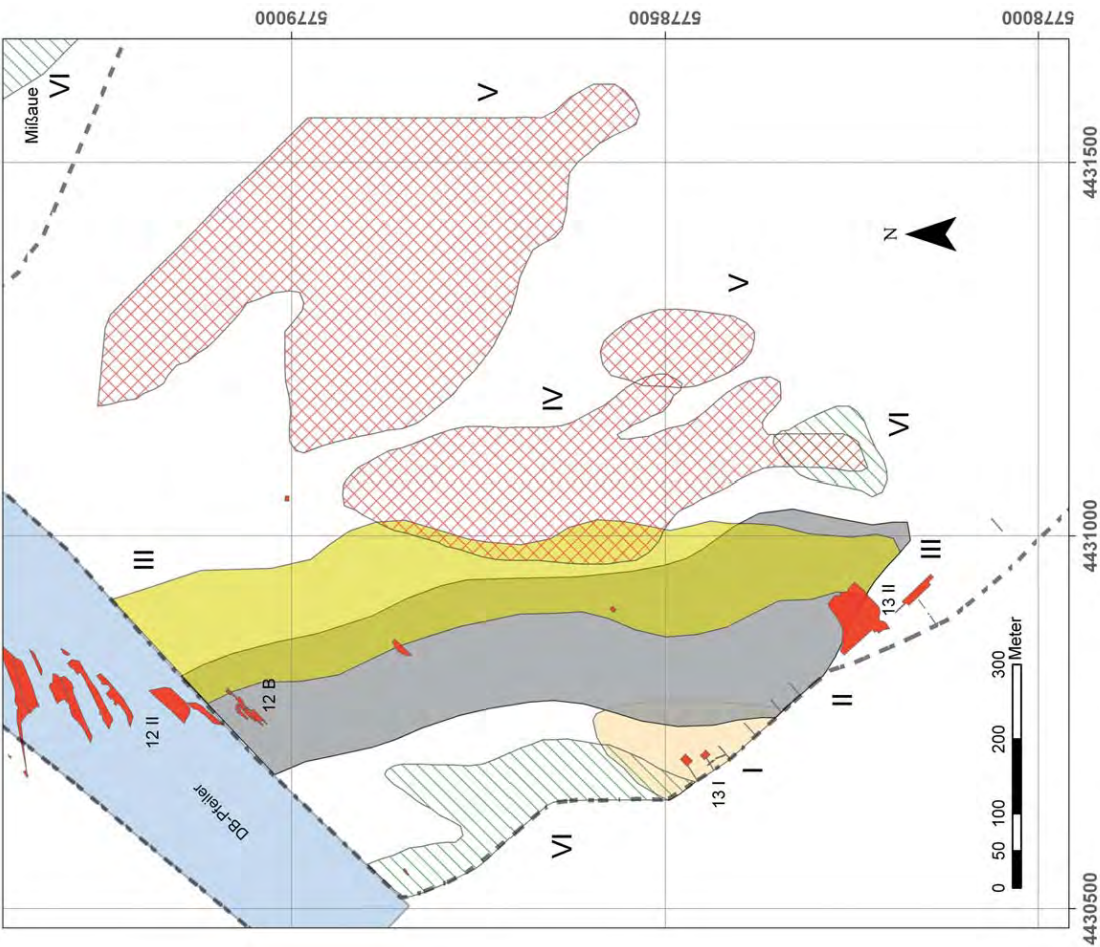 5779000
5778500
5778000
Mißaue
VI
V
4431500
N
V
IV
VI
III
4431000
III
13 II
12 II
12 B
DB-Pfeiler
II
13 I
I
VI
0 50 100 200 300
Meter
4430500